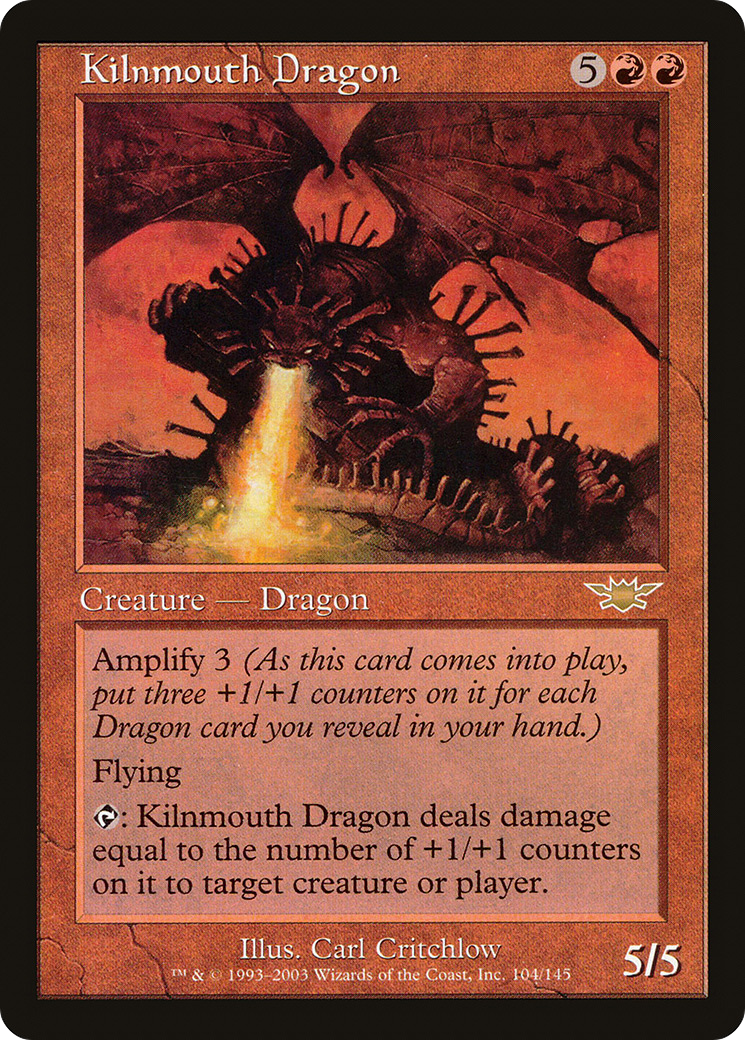 Kilnmouth Dragon 5
Creature — Dragon
Amplify 3 (As this card comes into play,
put three +1/+1 counters on it for each
Dragon card you reveal in your hand.)
Flying
: Kilnmouth Dragon deals damage
equal to the number of +1/+1 counters
on it to target creature or player.
Illus. Carl Critchlow
™ & © 1993–2003 Wizards of the Coast, Inc. 104/145
5/5